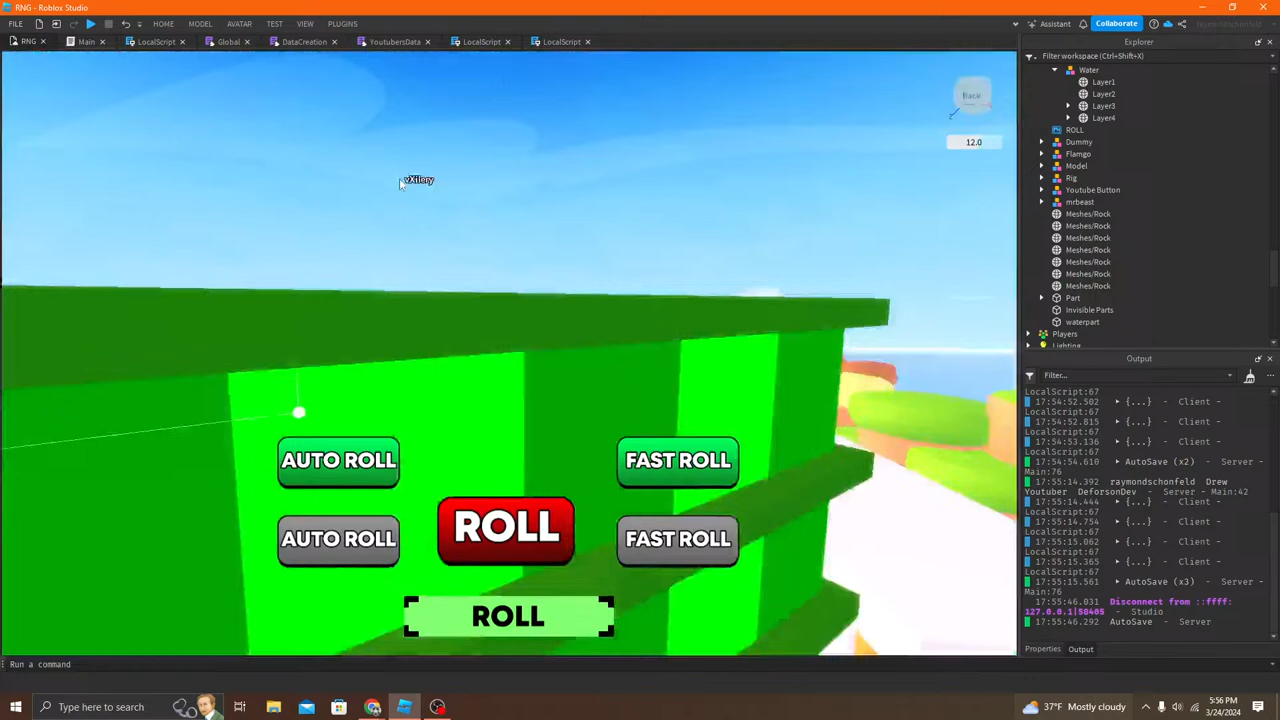 RNG - Roblox Studio
FILE HOME MODEL AVATAR TEST VIEW PLUGINS Assistant Collaborate
RNG Main LocalScript Global DataCreation YoutubersData LocalScript LocalScript
Explorer
Filter workspace (Ctrl+Shift+X)
Water
Layer1
Layer2
Layer3
Layer4
ROLL
Dummy
Flamgo
Model
Rig
Youtube Button
mrbeast
Meshes/Rock
Meshes/Rock
Meshes/Rock
Meshes/Rock
Meshes/Rock
Meshes/Rock
Meshes/Rock
Part
Invisible Parts
waterpart
Players
Lighting
Back
12.0
vXilery
AUTO ROLL
FAST ROLL
ROLL
AUTO ROLL
FAST ROLL
ROLL
Output
Filter...
LocalScript:67
17:54:52.502 {...} - Client -
LocalScript:67
17:54:52.815 {...} - Client -
LocalScript:67
17:54:53.136 {...} - Client -
LocalScript:67
17:54:54.610 AutoSave (x2) - Server -
Main:76
17:55:14.392 raymondschonfeld Drew
Youtuber DeforsonDev - Server - Main:42
17:55:14.444 {...} - Client -
LocalScript:67
17:55:14.754 {...} - Client -
LocalScript:67
17:55:15.062 {...} - Client -
LocalScript:67
17:55:15.365 {...} - Client -
LocalScript:67
17:55:15.561 AutoSave (x3) - Server -
Main:76
17:55:46.031 Disconnect from ::ffff:
127.0.0.1|58405 - Studio
17:55:46.292 AutoSave - Server
Properties Output
Run a command
Type here to search
37°F Mostly cloudy
5:56 PM
3/24/2024